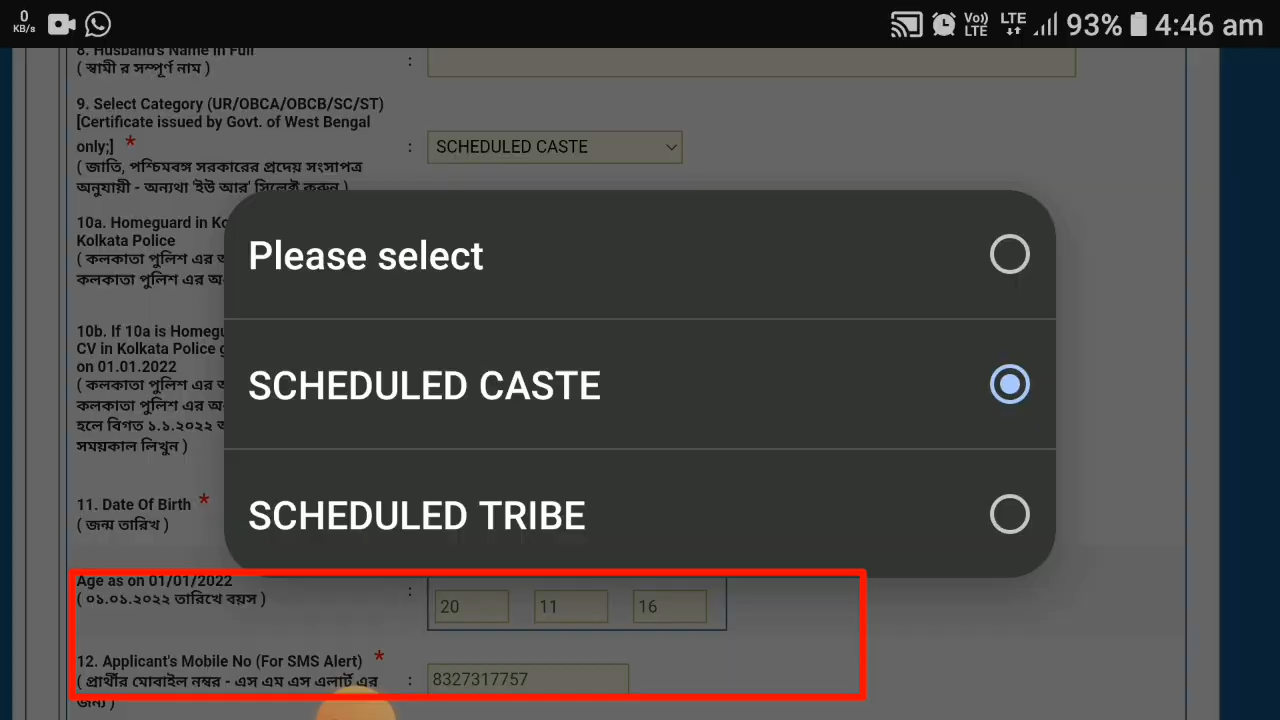 0
KB/s
Vo))
LTE
LTE
93%
4:46 am
8. Husband's Name in Full
( স্বামী র সম্পূর্ণ নাম )
:
9. Select Category (UR/OBCA/OBCB/SC/ST)
[Certificate issued by Govt. of West Bengal
only;] *
: SCHEDULED CASTE
( জাতি, পশ্চিমবঙ্গ সরকারের প্রদেয় সংসাপত্র
অনুযায়ী - অন্যথা 'ইউ আর' সিলেক্ট করুন )
10a. Homeguard in
Kolkata Police
( কলকাতা পুলিশ এর
কলকাতা পুলিশ এর
10b. If 10a is
CV in Kolkata Police
on 01.01.2022
( কলকাতা পুলিশ এর
কলকাতা পুলিশ এর
হলে বিগত ১.১.২০২২
সময়কাল লিখুন )
11. Date Of Birth *
( জন্ম তারিখ )
Please select
SCHEDULED CASTE
SCHEDULED TRIBE
Age as on 01/01/2022
( ০১.০১.২০২২ তারিখে বয়স )
: 20 11 16
12. Applicant's Mobile No (For SMS Alert) *
( প্রার্থীর মোবাইল নম্বর - এস এম এস এলার্ট এর
জন্য )
: 8327317757